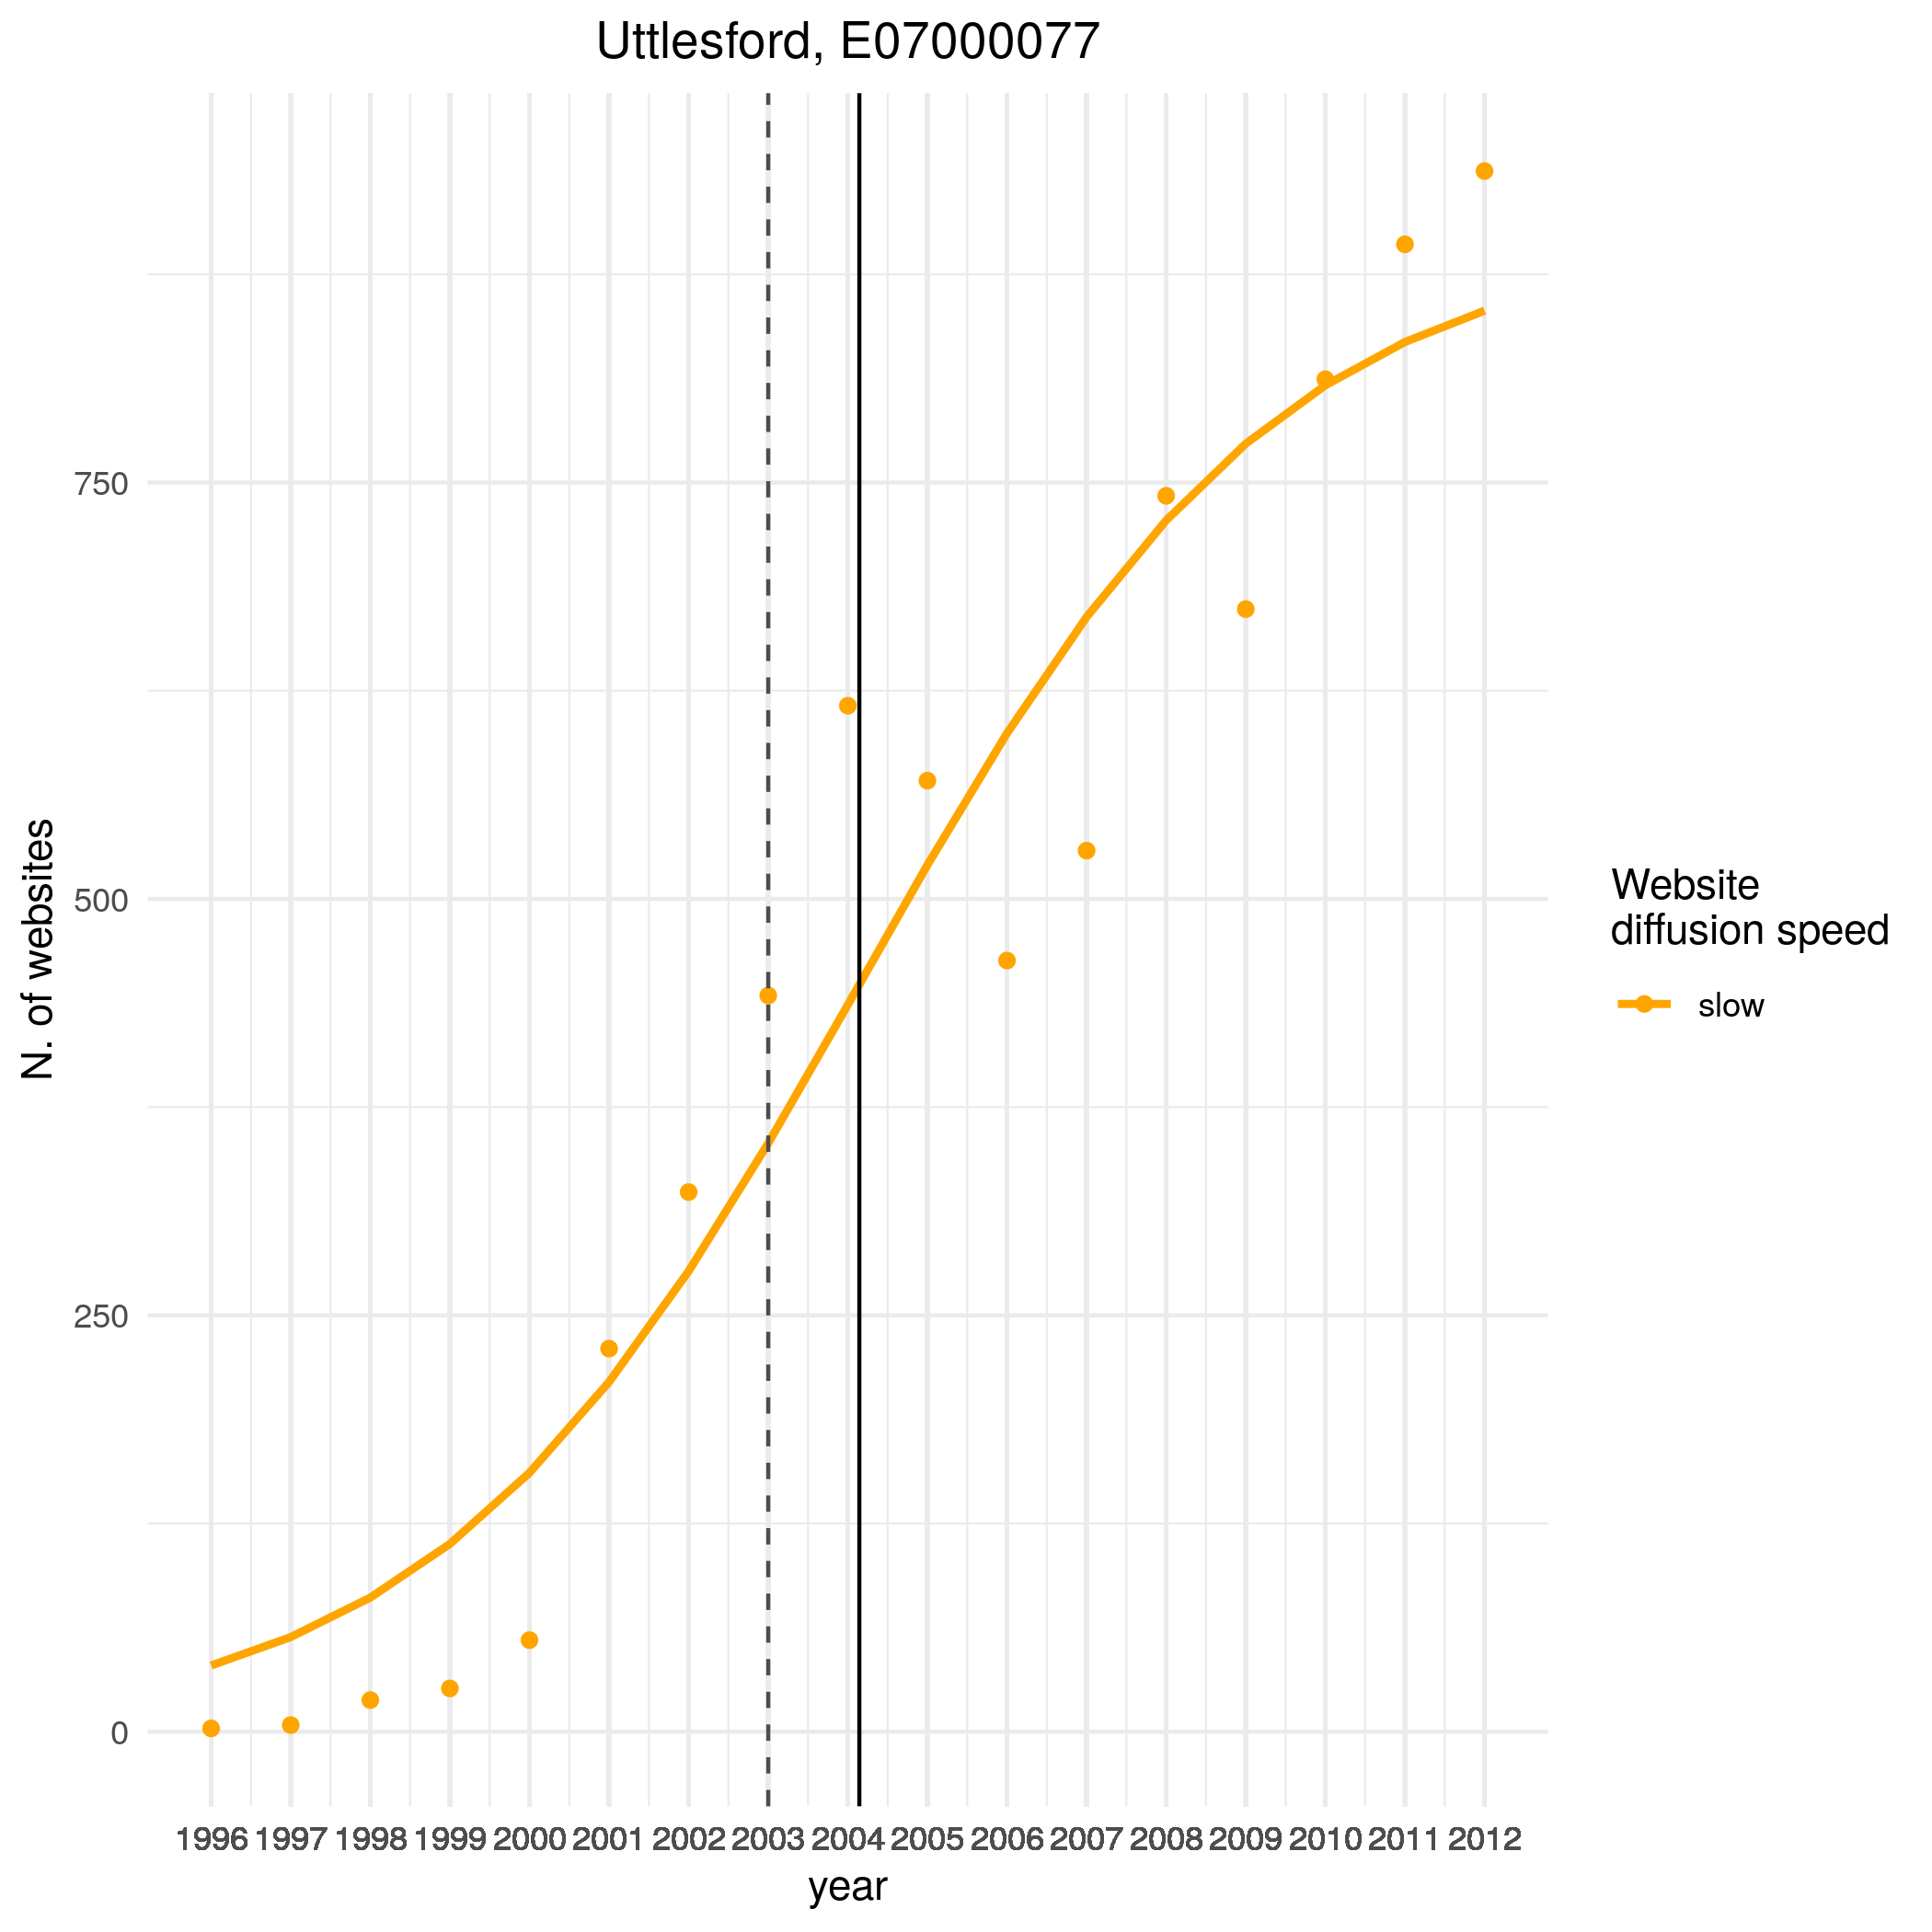 Uttlesford, E07000077
N. of websites
750
500
250
0
1996 1997 1998 1999 2000 2001 2002 2003 2004 2005 2006 2007 2008 2009 2010 2011 2012
year
Website
diffusion speed
slow